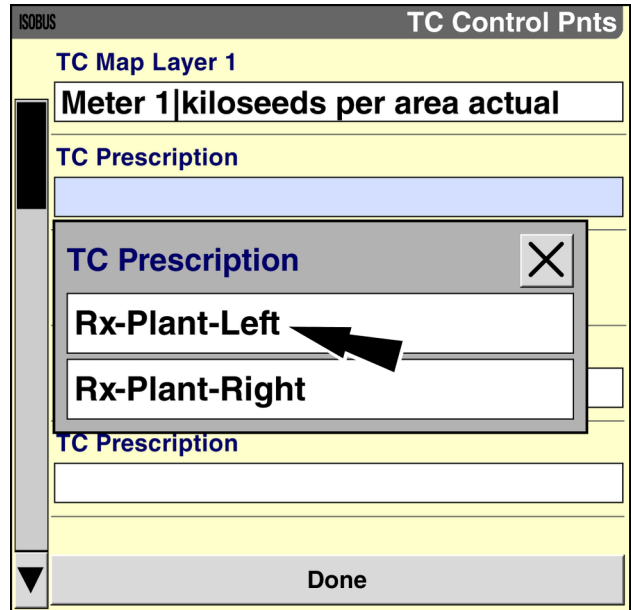 ISOBUS
TC Control Pnts
TC Map Layer 1
Meter 1|kiloseeds per area actual
TC Prescription
TC Prescription
Rx-Plant-Left
Rx-Plant-Right
TC Prescription
Done